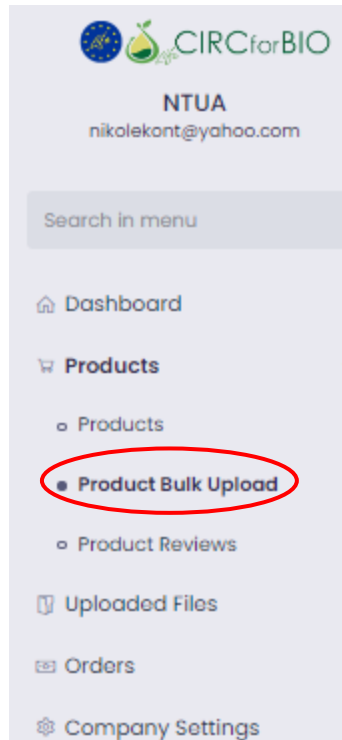 CIRCforBIO
NTUA
nikolekont@yahoo.com
Search in menu
Dashboard
Products
Products
Product Bulk Upload
Product Reviews
Uploaded Files
Orders
Company Settings